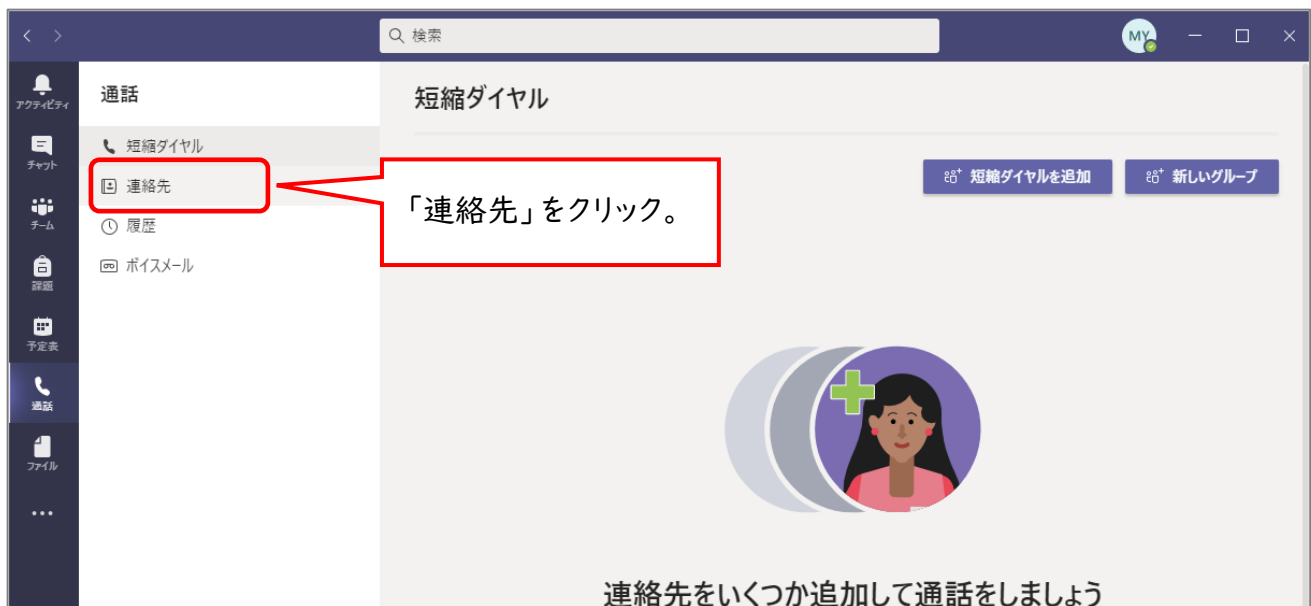 検索
MY
アクティビティ
チャット
チーム
課題
予定表
通話
ファイル
通話
短縮ダイヤル
連絡先
履歴
ボイスメール
短縮ダイヤル
短縮ダイヤルを追加
新しいグループ
「連絡先」をクリック。
連絡先をいくつか追加して通話をしましょう